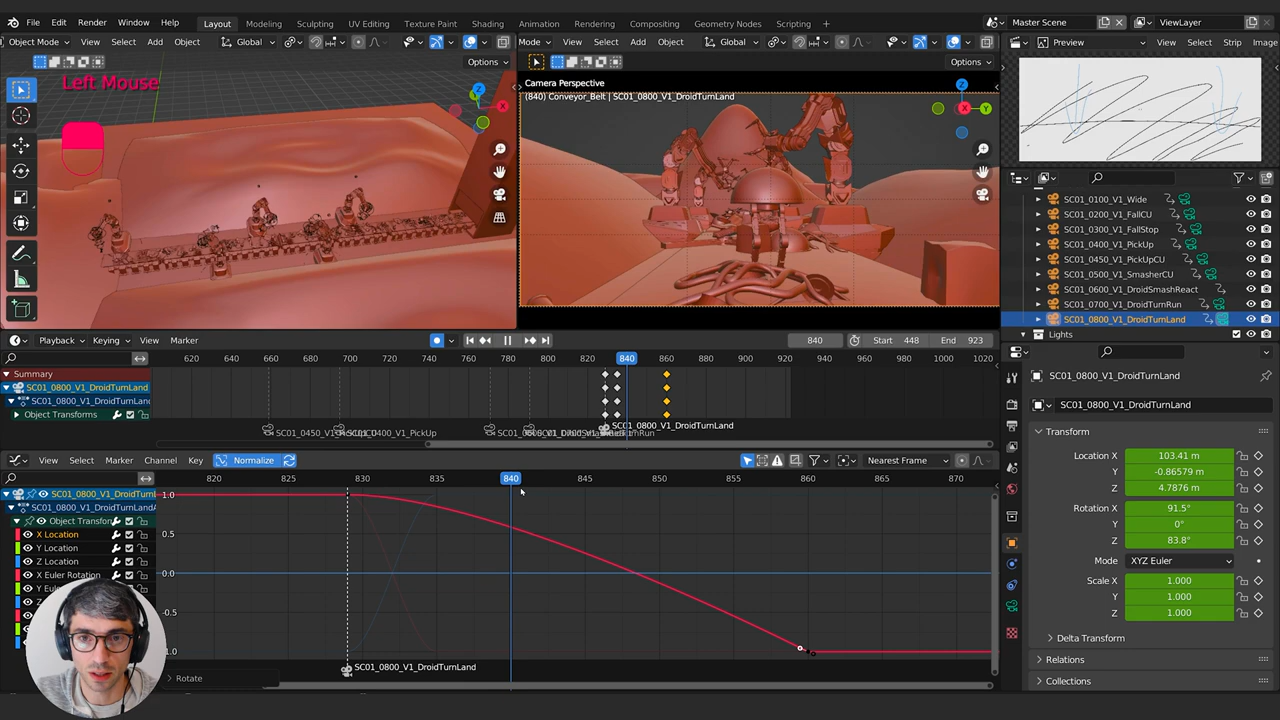 File Edit Render Window Help Layout Modeling Sculpting UV Editing Texture Paint Shading Animation Rendering Compositing Geometry Nodes Scripting + Master Scene ViewLayer
Object Mode View Select Add Object Global
Mode View Select Add Object Global
Preview View Select Strip Image
Options
Options
Left Mouse
Camera Perspective
(840) Conveyor_Belt | SC01_0800_V1_DroidTurnLand
SC01_0100_V1_Wide
SC01_0200_V1_FallCU
SC01_0300_V1_FallStop
SC01_0400_V1_PickUp
SC01_0450_V1_PickUpCU
SC01_0500_V1_SmasherCU
SC01_0600_V1_DroidSmashReact
SC01_0700_V1_DroidTurnRun
SC01_0800_V1_DroidTurnLand
Lights
Playback Keying View Marker 840 Start 448 End 923
620 640 660 680 700 720 740 760 780 800 820 840 860 880 900 920 940 960 980 1000 1020
Summary
SC01_0800_V1_DroidTurnLand
Object Transforms
SC01_0800_V1_DroidTurnLand
View Select Marker Channel Key Normalize Nearest Frame
820 825 830 835 840 845 850 855 860 865 870
Object Transform
X Location
Y Location
Z Location
X Euler Rotation
1.0
0.5
0.0
-0.5
SC01_0800_V1_DroidTurnLand
Rotate
SC01_0800_V1_DroidTurnLand
SC01_0800_V1_DroidTurnLand
Transform
Location X 103.41 m
Y -0.86579 m
Z 4.7876 m
Rotation X 91.5°
Y 0°
Z 83.8°
Mode XYZ Euler
Scale X 1.000
Y 1.000
Z 1.000
Delta Transform
Relations
Collections